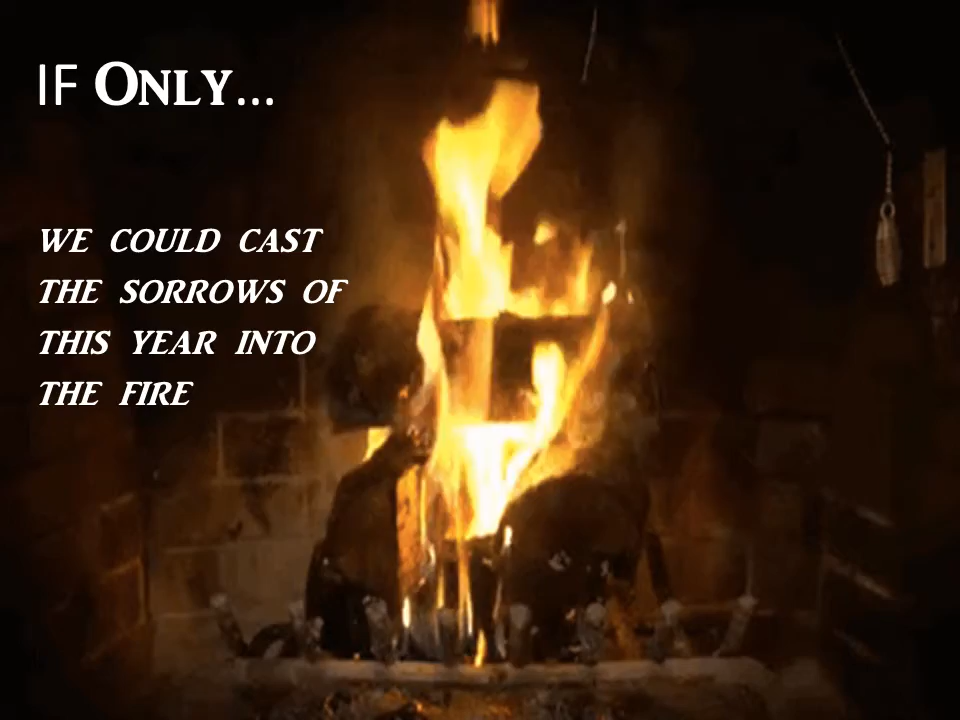 IF ONLY...
WE COULD CAST
THE SORROWS OF
THIS YEAR INTO
THE FIRE